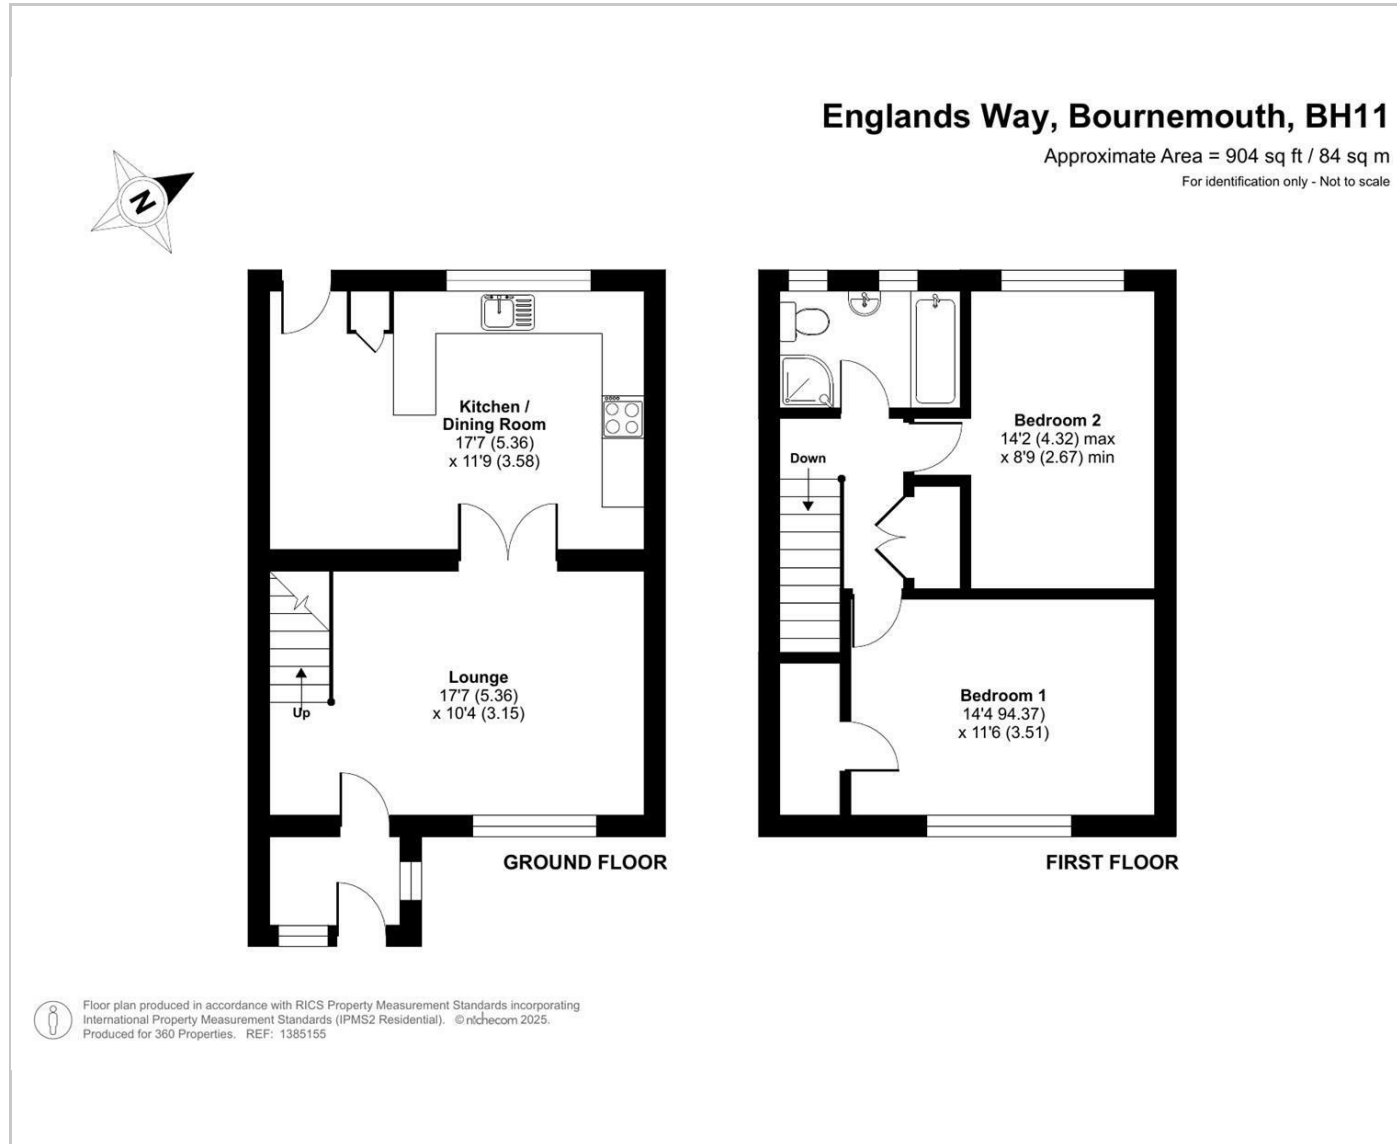 Englands Way, Bournemouth, BH11
Approximate Area = 904 sq ft / 84 sq m
For identification only - Not to scale
N
Kitchen /
Dining Room
17'7 (5.36)
x 11'9 (3.58)
Lounge
17'7 (5.36)
x 10'4 (3.15)
Up
GROUND FLOOR
Down
Bedroom 2
14'2 (4.32) max
x 8'9 (2.67) min
Bedroom 1
14'4 94.37)
x 11'6 (3.51)
FIRST FLOOR
Floor plan produced in accordance with RICS Property Measurement Standards incorporating
International Property Measurement Standards (IPMS2 Residential). © nichecom 2025.
Produced for 360 Properties. REF: 1385155